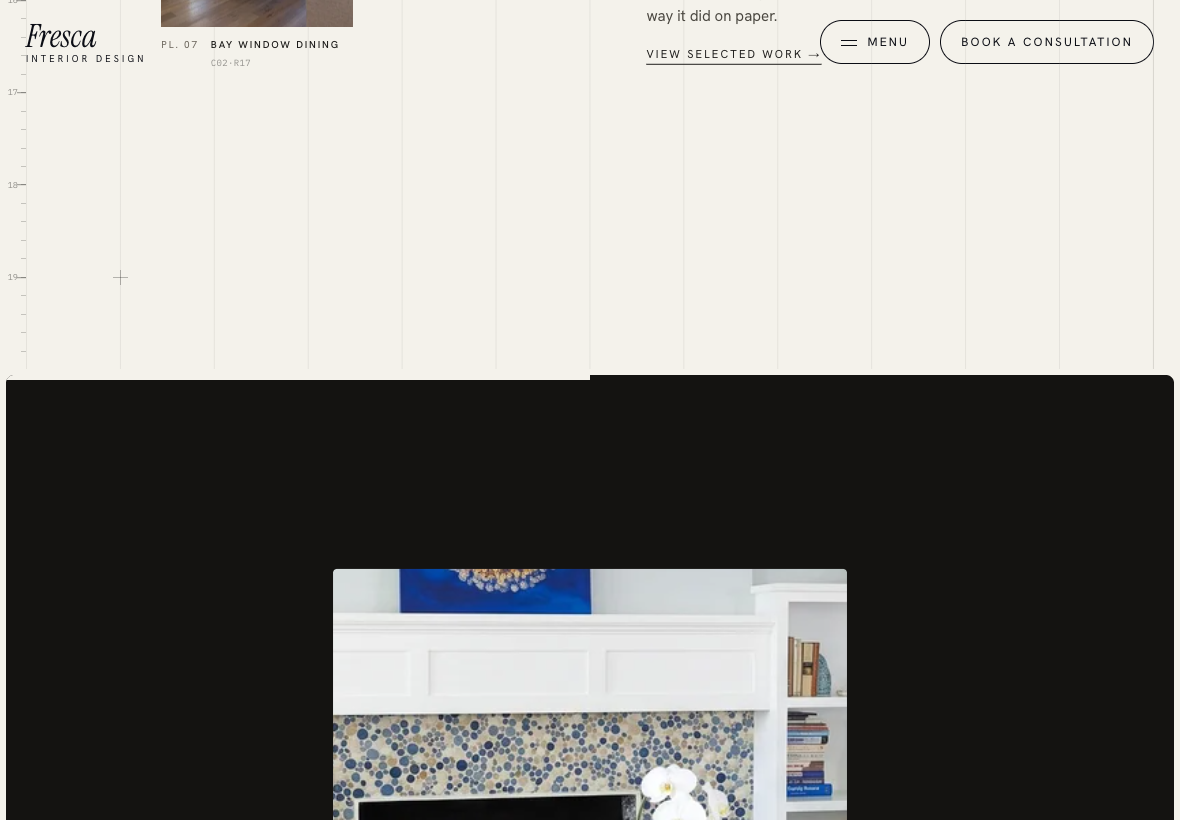 16
way it did on paper.
Fresca
INTERIOR DESIGN
PL. 07 BAY WINDOW DINING
C02·R17
VIEW SELECTED WORK →
MENU
BOOK A CONSULTATION
17
18
19